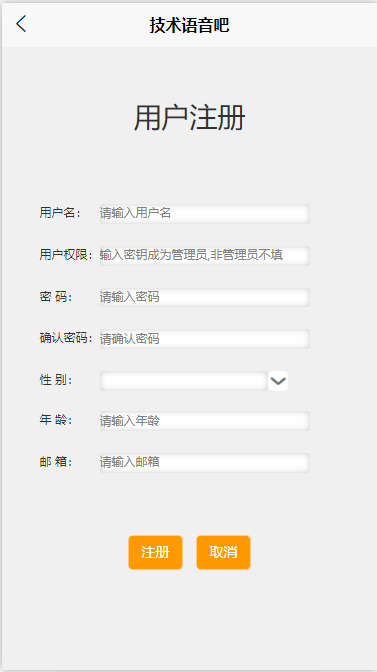 技术语音吧
用户注册
用户名： 请输入用户名
用户权限： 输入密钥成为管理员,非管理员不填
密 码： 请输入密码
确认密码： 请确认密码
性 别：
年 龄： 请输入年龄
邮 箱： 请输入邮箱
注册 取消